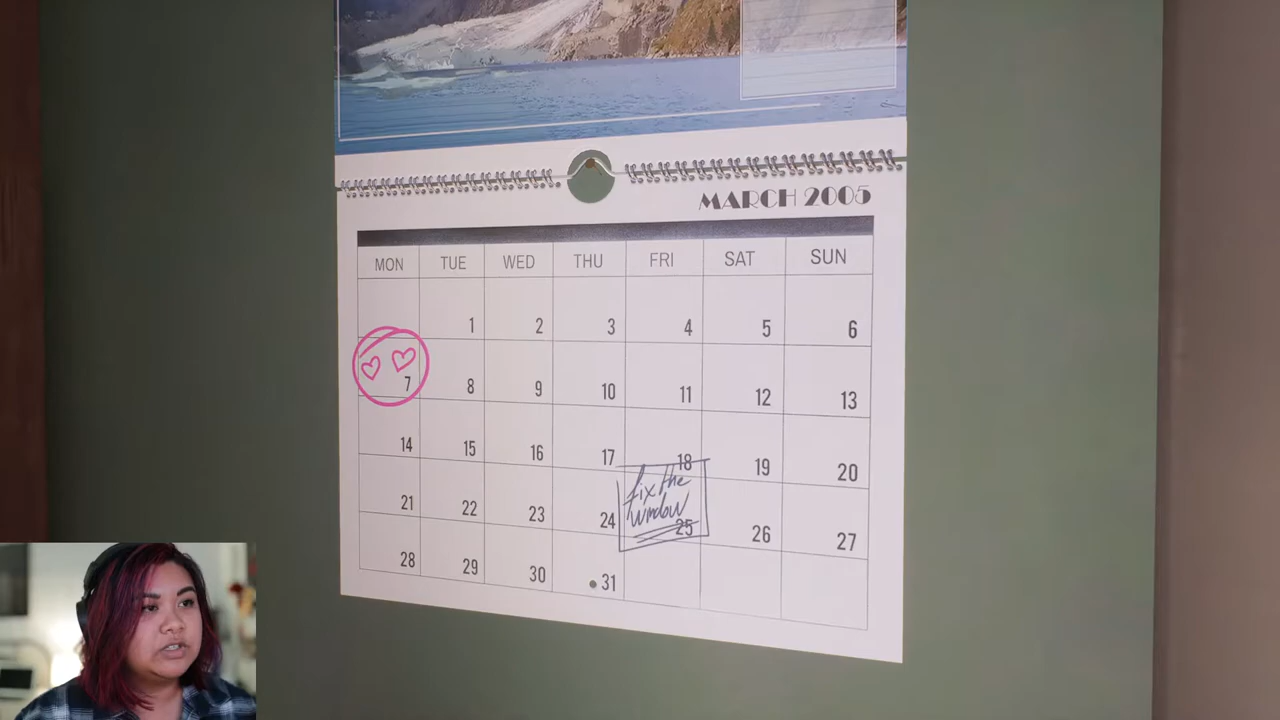 MARCH 2005
MON TUE WED THU FRI SAT SUN
1 2 3 4 5 6
7 8 9 10 11 12 13
14 15 16 17 18 19 20
21 22 23 24 25 26 27
fix the
window
28 29 30 31